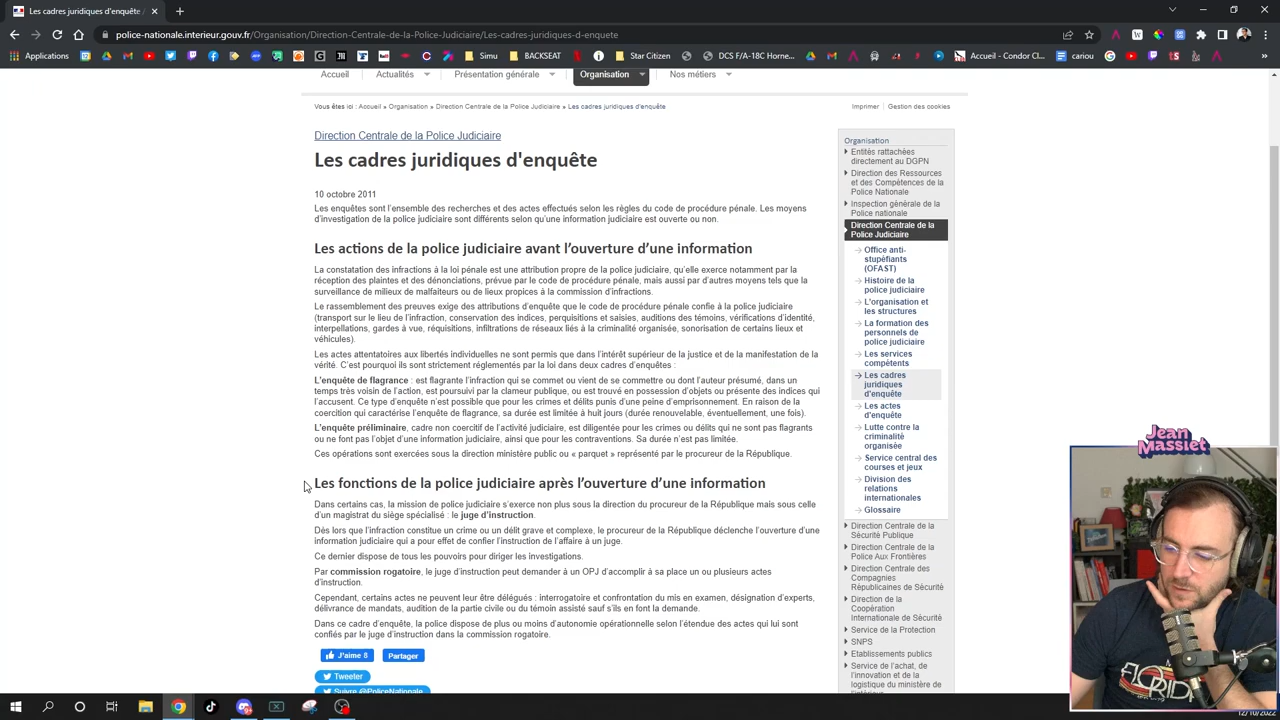 Les cadres juridiques d'enquête /
police-nationale.interieur.gouv.fr/Organisation/Direction-Centrale-de-la-Police-Judiciaire/Les-cadres-juridiques-d-enquete
Applications
Simu
BACKSEAT
Star Citizen
DCS F/A-18C Horne...
Accueil - Condor Cl...
cariou
Accueil
Actualités
Présentation générale
Organisation
Nos métiers
Vous êtes ici : Accueil » Organisation » Direction Centrale de la Police Judiciaire » Les cadres juridiques d'enquête
Imprimer
Gestion des cookies
Direction Centrale de la Police Judiciaire
Les cadres juridiques d'enquête
10 octobre 2011
Les enquêtes sont l'ensemble des recherches et des actes effectués selon les règles du code de procédure pénale. Les moyens
d'investigation de la police judiciaire sont différents selon qu'une information judiciaire est ouverte ou non.
Les actions de la police judiciaire avant l'ouverture d'une information
La constatation des infractions à la loi pénale est une attribution propre de la police judiciaire, qu'elle exerce notamment par la
réception des plaintes et des dénonciations, prévue par le code de procédure pénale, mais aussi par d'autres moyens tels que la
surveillance de milieux de malfaiteurs ou de lieux propices à la commission d'infractions.
Le rassemblement des preuves exige des attributions d'enquête que le code de procédure pénale confie à la police judiciaire
(transport sur le lieu de l'infraction, conservation des indices, perquisitions et saisies, auditions des témoins, vérifications d'identité,
interpellations, gardes à vue, réquisitions, infiltrations de réseaux liés à la criminalité organisée, sonorisation de certains lieux et
véhicules).
Les actes attentatoires aux libertés individuelles ne sont permis que dans l'intérêt supérieur de la justice et de la manifestation de la
vérité. C'est pourquoi ils sont strictement réglementés par la loi dans deux cadres d'enquêtes :
L'enquête de flagrance : est flagrante l'infraction qui se commet ou vient de se commettre ou dont l'auteur présumé, dans un
temps très voisin de l'action, est poursuivi par la clameur publique, ou est trouvé en possession d'objets ou présente des indices qui
l'accusent. Ce type d'enquête n'est possible que pour les crimes et délits punis d'une peine d'emprisonnement. En raison de la
coercition qui caractérise l'enquête de flagrance, sa durée est limitée à huit jours (durée renouvelable, éventuellement, une fois).
L'enquête préliminaire, cadre non coercitif de l'activité judiciaire, est diligentée pour les crimes ou délits qui ne sont pas flagrants
ou ne font pas l'objet d'une information judiciaire, ainsi que pour les contraventions. Sa durée n'est pas limitée.
Ces opérations sont exercées sous la direction ministère public ou « parquet » représenté par le procureur de la République.
Les fonctions de la police judiciaire après l'ouverture d'une information
Dans certains cas, la mission de police judiciaire s'exerce non plus sous la direction du procureur de la République mais sous celle
d'un magistrat du siège spécialisé : le juge d'instruction.
Dès lors que l'infraction constitue un crime ou un délit grave et complexe, le procureur de la République déclenche l'ouverture d'une
information judiciaire qui a pour effet de confier l'instruction de l'affaire à un juge.
Ce dernier dispose de tous les pouvoirs pour diriger les investigations.
Par commission rogatoire, le juge d'instruction peut demander à un OPJ d'accomplir à sa place un ou plusieurs actes
d'instruction.
Cependant, certains actes ne peuvent leur être délégués : interrogatoire et confrontation du mis en examen, désignation d'experts,
délivrance de mandats, audition de la partie civile ou du témoin assisté sauf s'ils en font la demande.
Dans ce cadre d'enquête, la police dispose de plus ou moins d'autonomie opérationnelle selon l'étendue des actes qui lui sont
confiés par le juge d'instruction dans la commission rogatoire.
J'aime 8
Partager
Tweeter
Suivre @PoliceNationale
Organisation
Entités rattachées
directement au DGPN
Direction des Ressources
et des Compétences de la
Police Nationale
Inspection générale de la
Police nationale
Direction Centrale de la
Police Judiciaire
Office anti-
stupéfiants
(OFAST)
Histoire de la
police judiciaire
L'organisation et
les structures
La formation des
personnels de
police judiciaire
Les services
compétents
Les cadres
juridiques
d'enquête
Les actes
d'enquête
Lutte contre la
criminalité
organisée
Service central des
courses et jeux
Division des
relations
internationales
Glossaire
Direction Centrale de la
Sécurité Publique
Direction Centrale de la
Police Aux Frontières
Direction Centrale des
Compagnies
Républicaines de Sécurité
Direction de la
Coopération
Internationale de Sécurité
Service de la Protection
SNPS
Etablissements publics
Service de l'achat, de
l'innovation et de la
logistique du ministère de
l'intérieur
Jean
Massiet
FLORIDA
12/10/2022